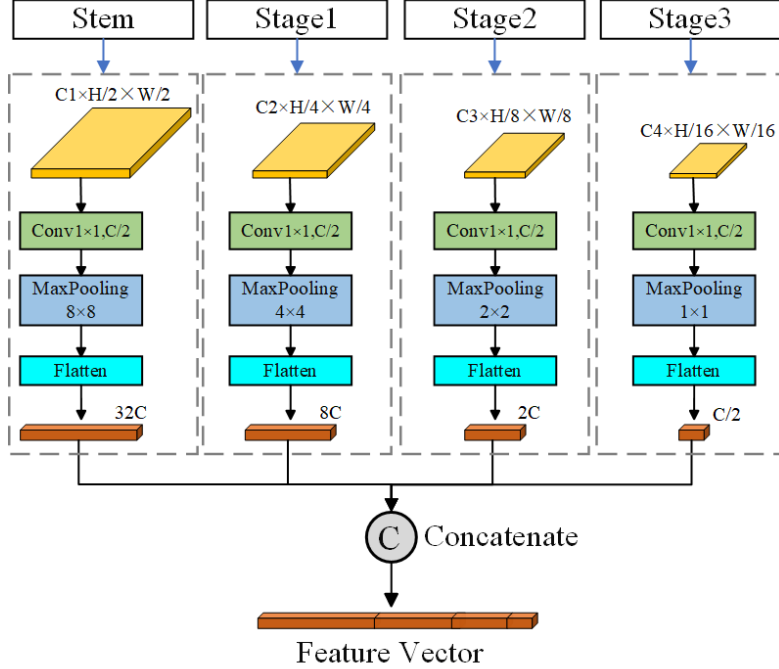 Stem
Stage1
Stage2
Stage3
C1×H/2×W/2
C2×H/4×W/4
C3×H/8×W/8
C4×H/16×W/16
Conv1×1,C/2
Conv1×1,C/2
Conv1×1,C/2
Conv1×1,C/2
MaxPooling
8×8
MaxPooling
4×4
MaxPooling
2×2
MaxPooling
1×1
Flatten
Flatten
Flatten
Flatten
32C
8C
2C
C/2
C
Concatenate
Feature Vector